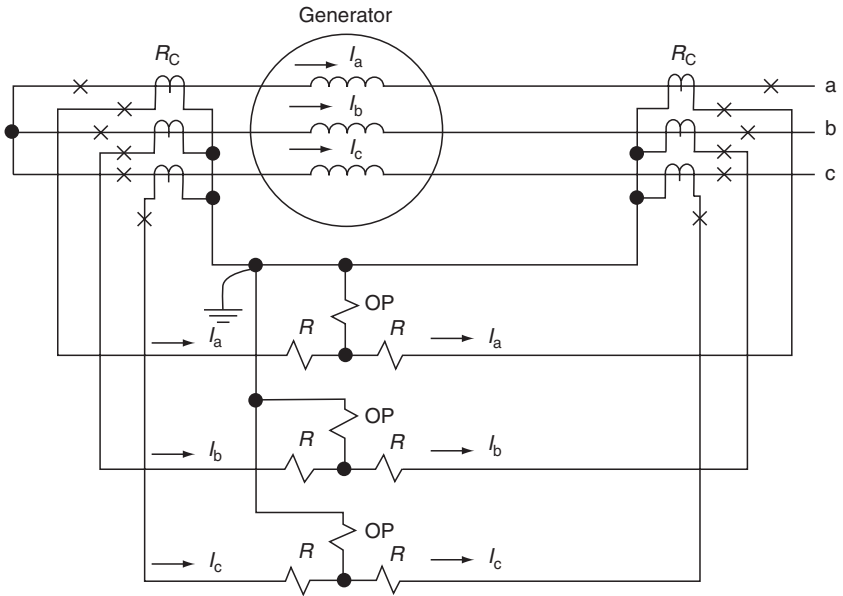 Generator
R_C
I_a
R_C
a
I_b
b
I_c
c
OP
I_a
R
R
I_a
OP
I_b
R
R
I_b
OP
I_c
R
R
I_c